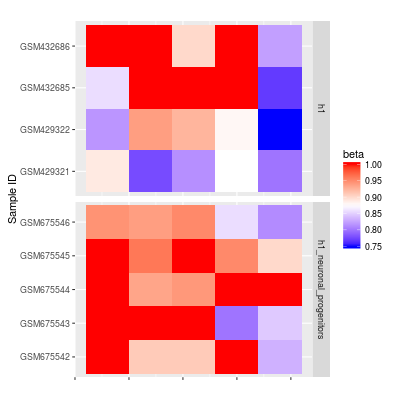 GSM432686
GSM432685
GSM429322
GSM429321
h1
GSM675546
GSM675545
GSM675544
GSM675543
GSM675542
h1_neuronal_progenitors
Sample ID
beta
1.00
0.95
0.90
0.85
0.80
0.75